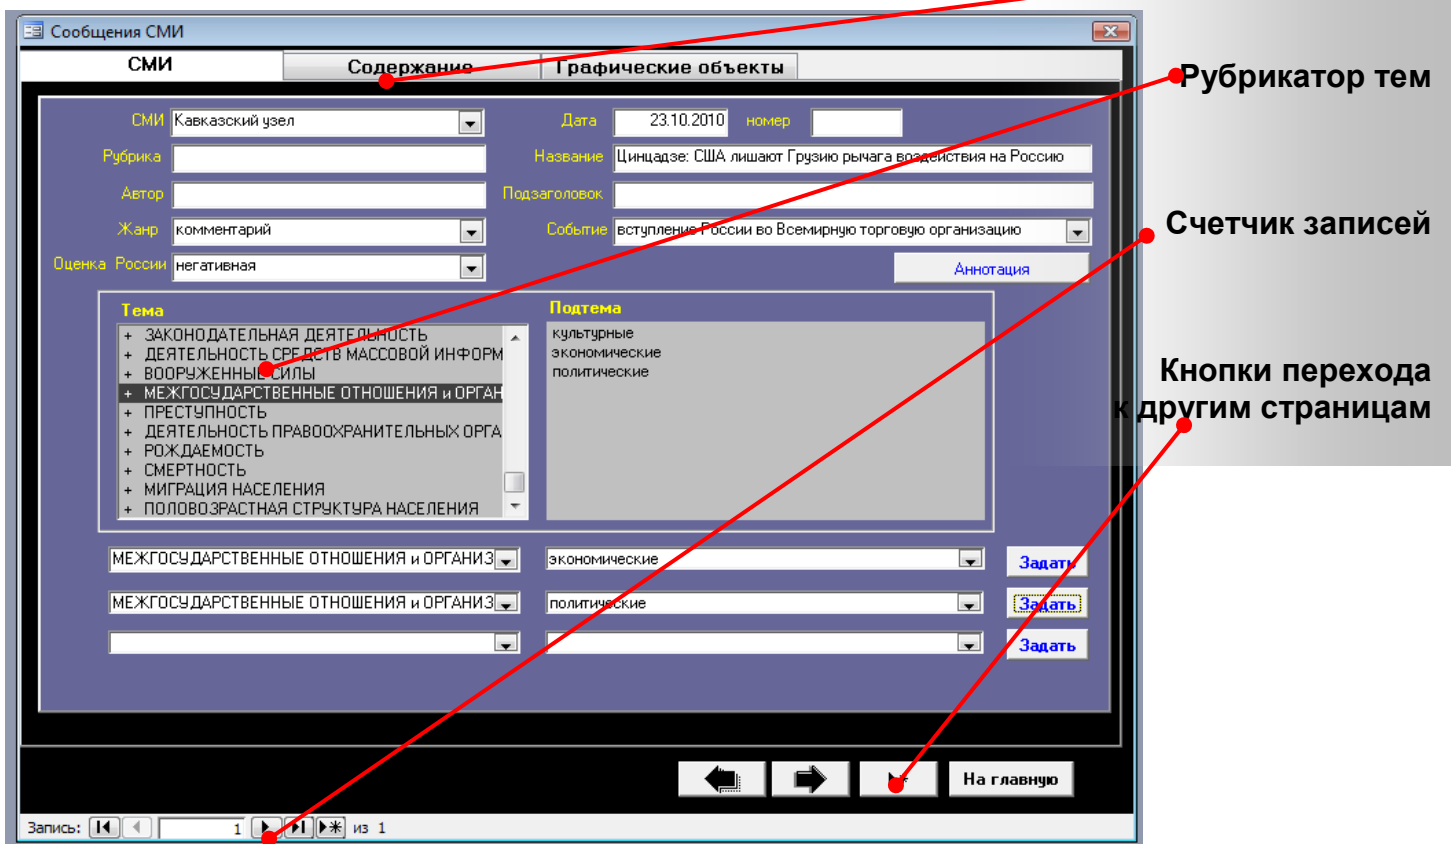 Сообщения СМИ
СМИ
Содержание
Графические объекты
Рубрикатор тем
СМИ Кавказский узел
Дата 23.10.2010 номер
Рубрика
Название Цинцадзе: США лишают Грузию рычага воздействия на Россию
Автор
Подзаголовок
Счетчик записей
Жанр комментарий
Событие вступление России во Всемирную торговую организацию
Оценка России негативная
Аннотация
Тема
Подтема
+ ЗАКОНОДАТЕЛЬНАЯ ДЕЯТЕЛЬНОСТЬ
+ ДЕЯТЕЛЬНОСТЬ СРЕДСТВ МАССОВОЙ ИНФОРМ
+ ВООРУЖЕННЫЕ СИЛЫ
+ МЕЖГОСУДАРСТВЕННЫЕ ОТНОШЕНИЯ и ОРГАН
+ ПРЕСТУПНОСТЬ
+ ДЕЯТЕЛЬНОСТЬ ПРАВООХРАНИТЕЛЬНЫХ ОРГА
+ РОЖДАЕМОСТЬ
+ СМЕРТНОСТЬ
+ МИГРАЦИЯ НАСЕЛЕНИЯ
+ ПОЛОВОЗРАСТНАЯ СТРУКТУРА НАСЕЛЕНИЯ
культурные
экономические
политические
Кнопки перехода
к другим страницам
МЕЖГОСУДАРСТВЕННЫЕ ОТНОШЕНИЯ и ОРГАНИЗ
экономические
Задать
МЕЖГОСУДАРСТВЕННЫЕ ОТНОШЕНИЯ и ОРГАНИЗ
политические
Задать
Задать
На главную
Запись: 1 из 1